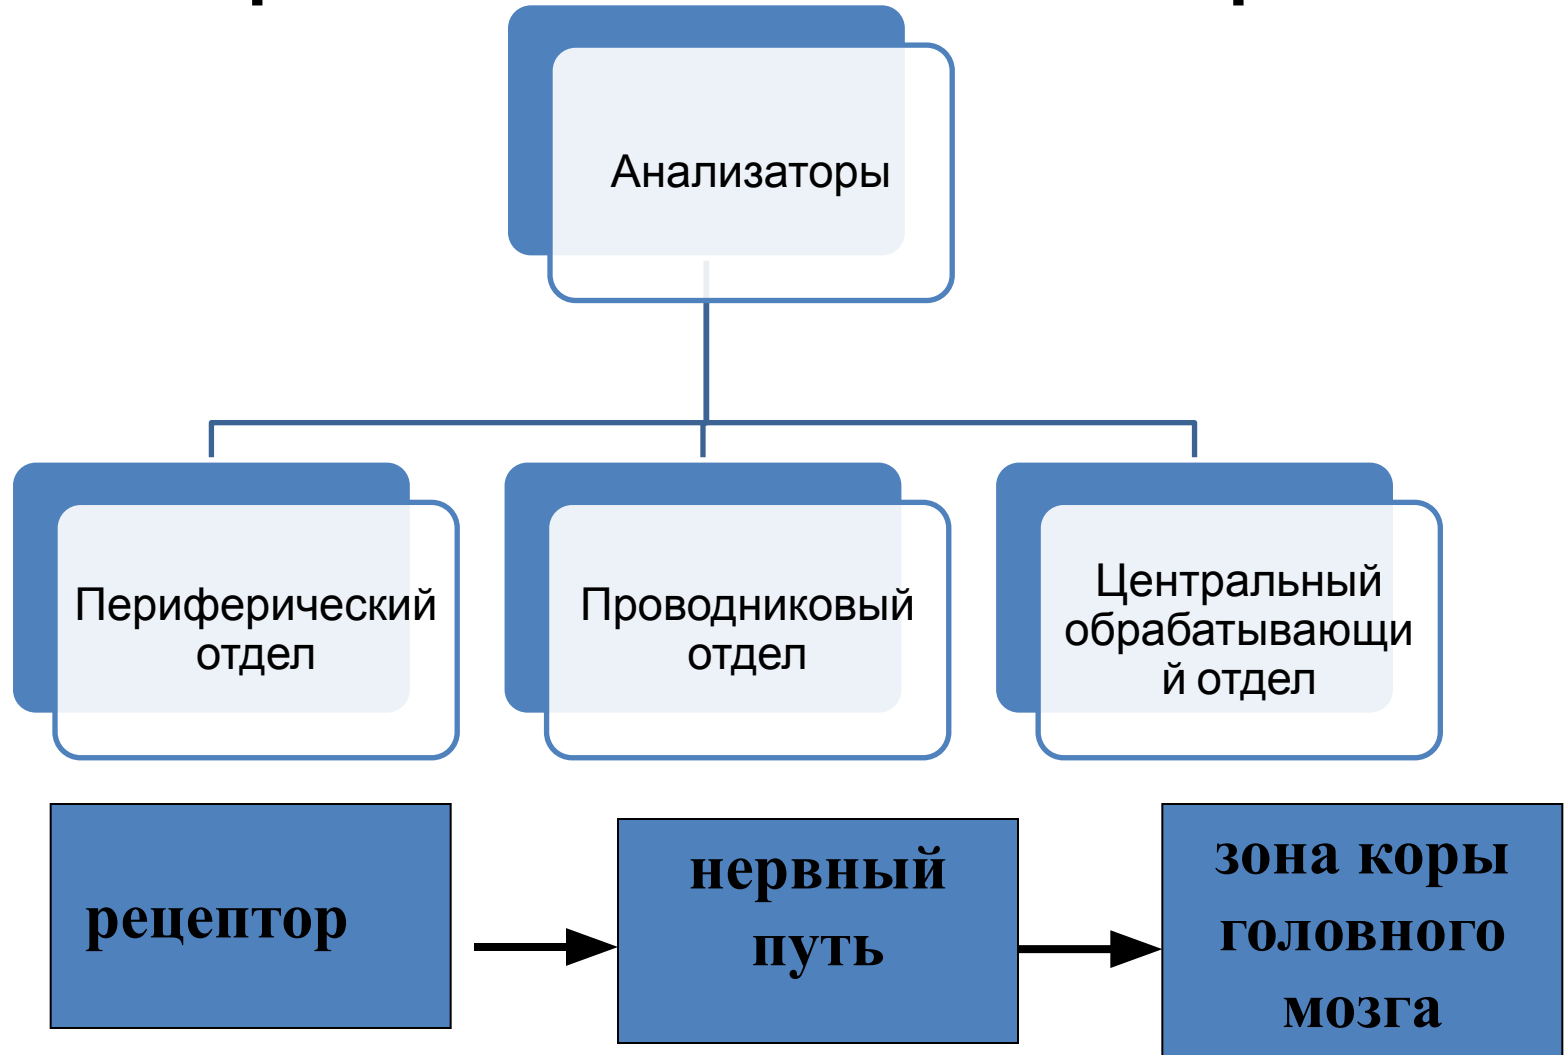 Анализаторы
Периферический
отдел
Проводниковый
отдел
Центральный
обрабатывающи
й отдел
рецептор
нервный
путь
зона коры
головного
мозга